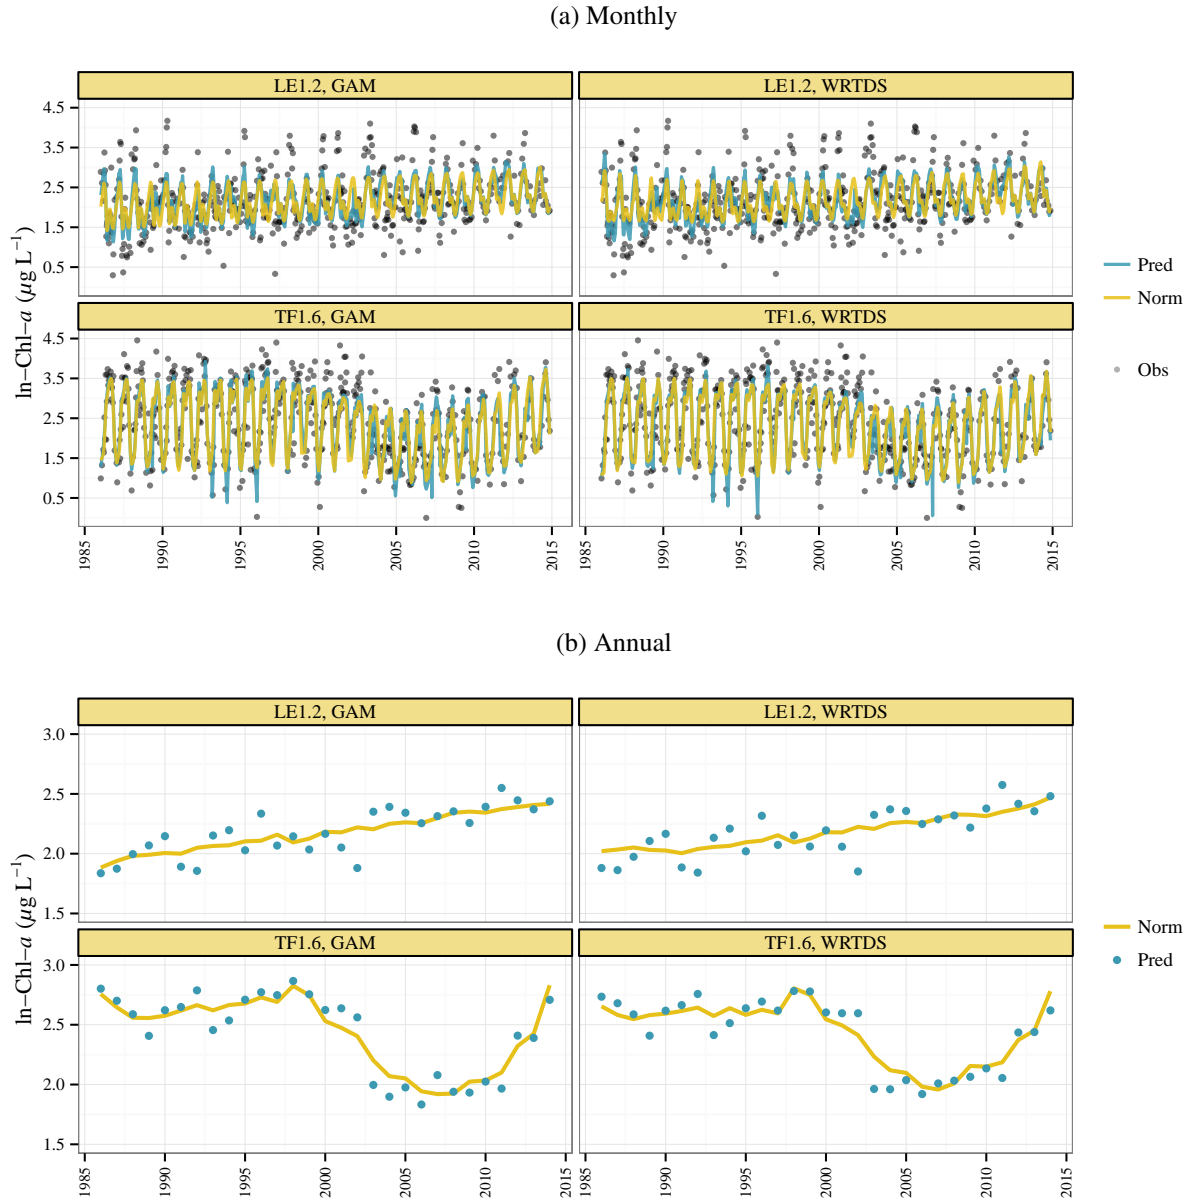 (a) Monthly
LE1.2, GAM
LE1.2, WRTDS
4.5
3.5
2.5
1.5
0.5
TF1.6, GAM
TF1.6, WRTDS
4.5
3.5
2.5
1.5
0.5
ln−Chl−a (µg L⁻¹)
1985
1990
1995
2000
2005
2010
2015
1985
1990
1995
2000
2005
2010
2015
Pred
Norm
Obs
(b) Annual
LE1.2, GAM
LE1.2, WRTDS
3.0
2.5
2.0
1.5
TF1.6, GAM
TF1.6, WRTDS
3.0
2.5
2.0
1.5
ln−Chl−a (µg L⁻¹)
1985
1990
1995
2000
2005
2010
2015
1985
1990
1995
2000
2005
2010
2015
Norm
Pred